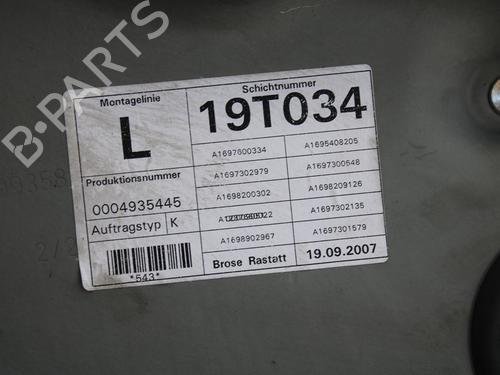 B-PARTS
Montagelinie
L
Schichtnummer
19T034
A1697600334
A1695408205
A1697302979
A1697300548
Produktionsnummer
0004935445
A1698200302
A1698209126
Auftragstyp K
A1697302135
A1698902967
A1697301579
*543*
Brose Rastatt
19.09.2007